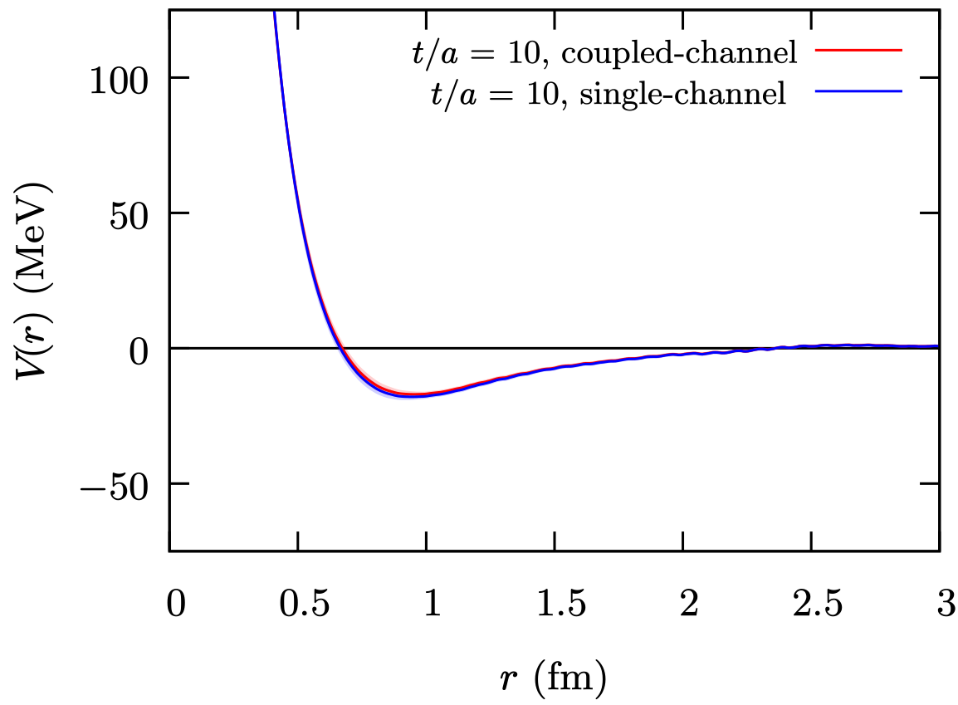 t/a = 10, coupled-channel
t/a = 10, single-channel
100
50
0
−50
V(r) (MeV)
0 0.5 1 1.5 2 2.5 3
r (fm)